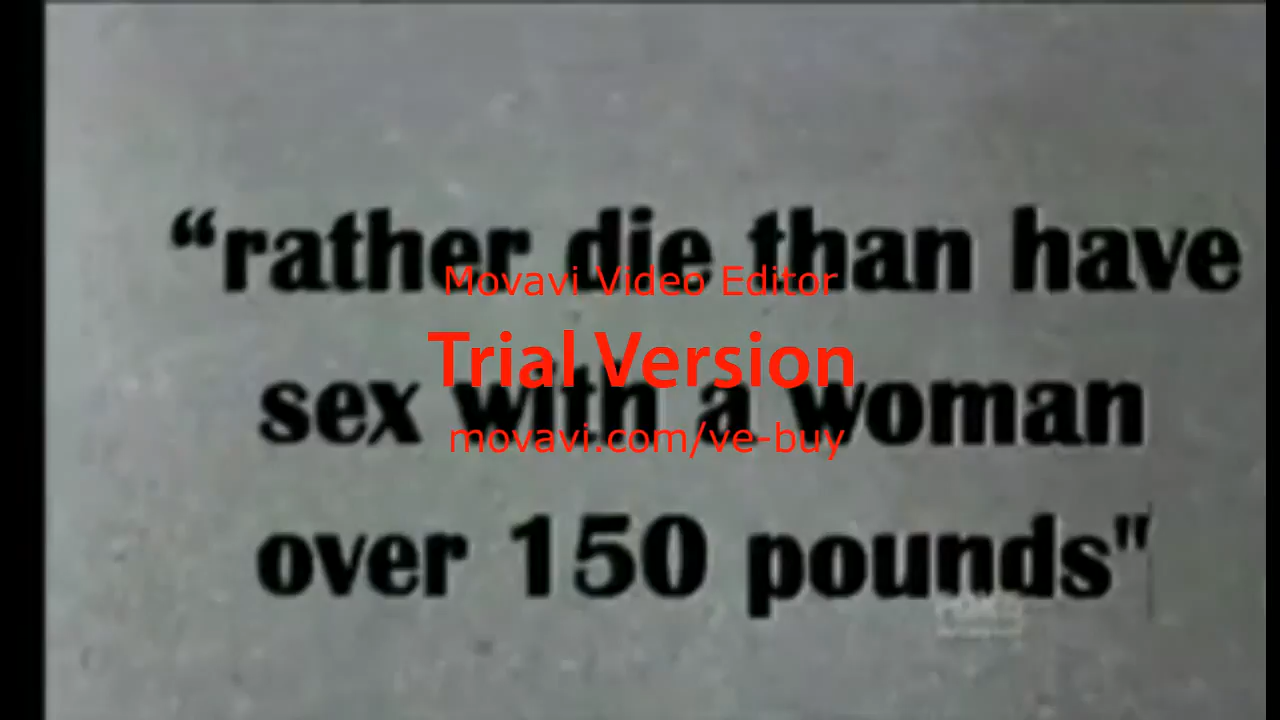 “rather die than have
Movavi Video Editor
Trial Version
sex with a woman
movavi.com/ve-buy
over 150 pounds"